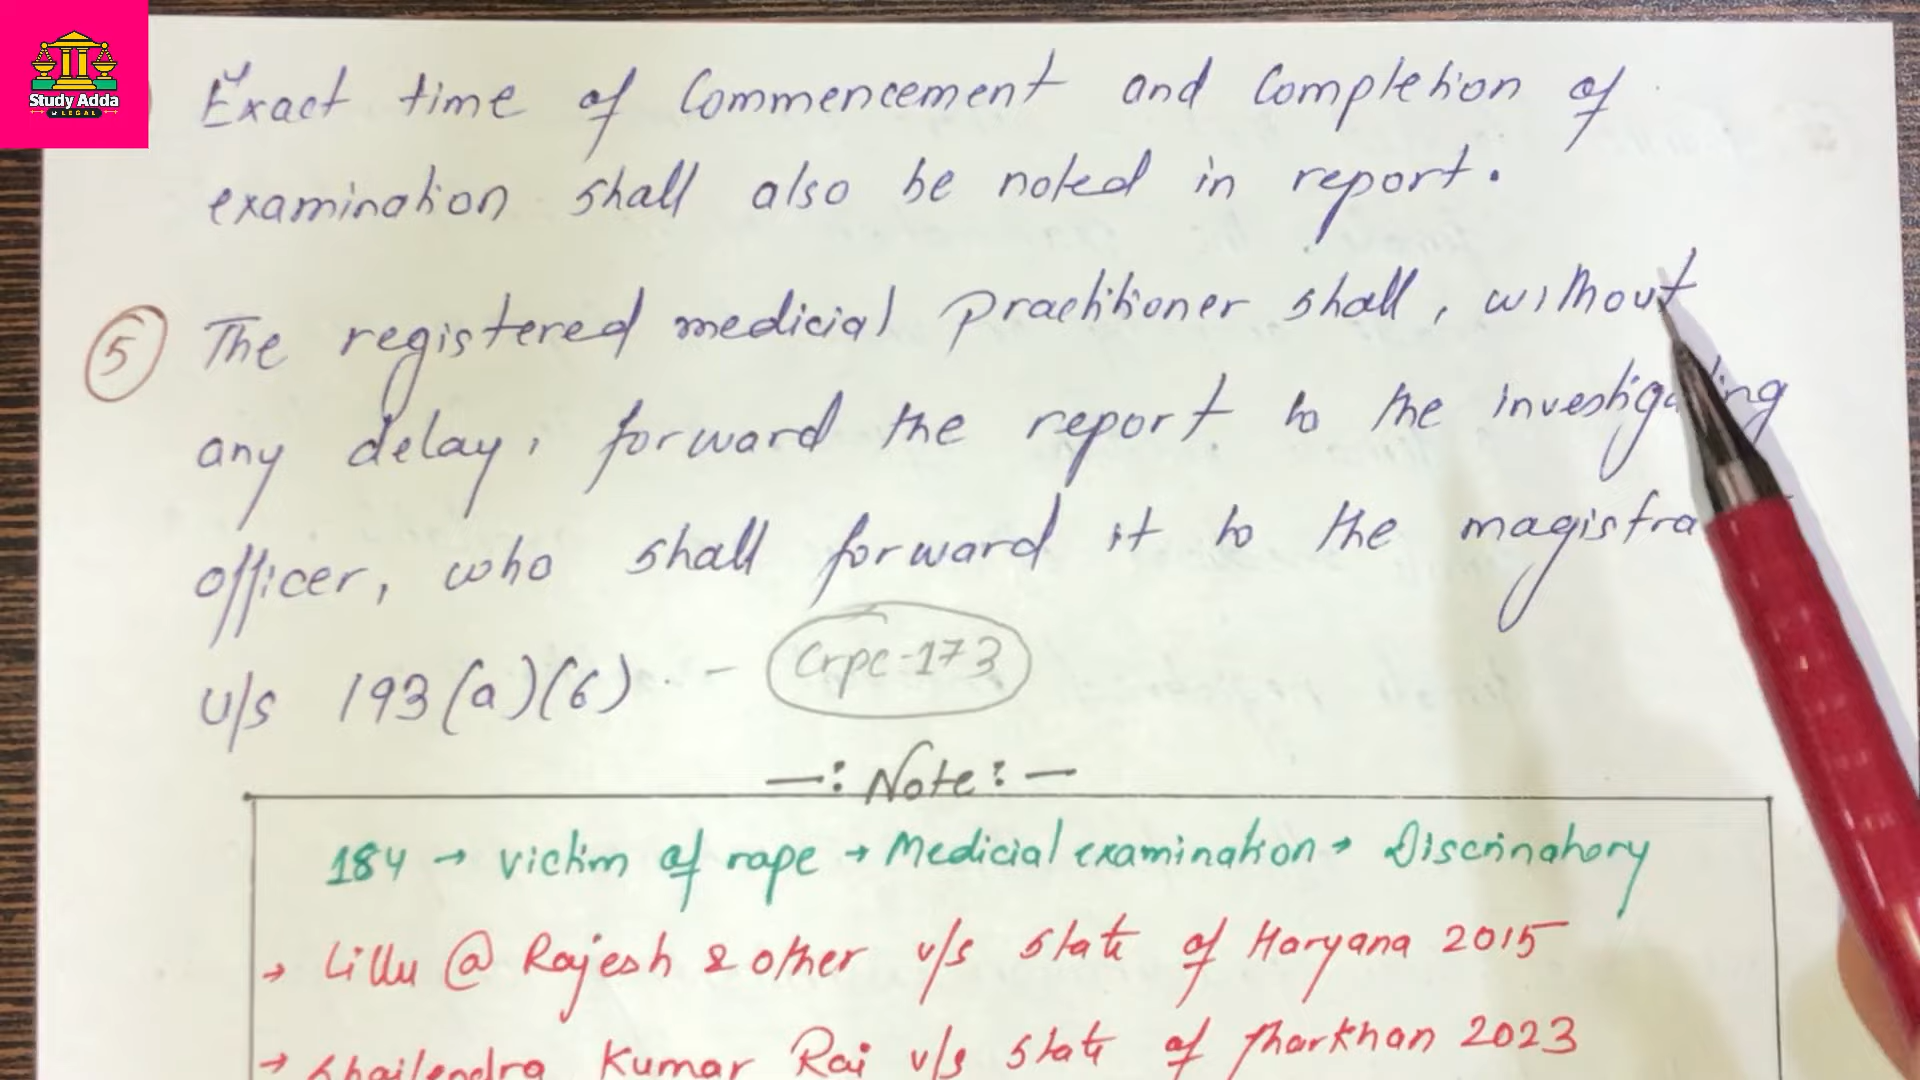 Study Adda
LEGAL
Exact time of Commencement and Completion of
examination shall also be noted in report.
5 The registered medicial practitioner shall, without
any delay, forward the report to the investigating
officer, who shall forward it to the magistra
u/s 193(a)(6) - Crpc-173
-: Note: -
184 → victim of rape → Medicial examination → Discrinatory
→ Lillu @ Rajesh & other v/s state of Haryana 2015
→ Shailendra Kumar Rai v/s state of Jharkhan 2023